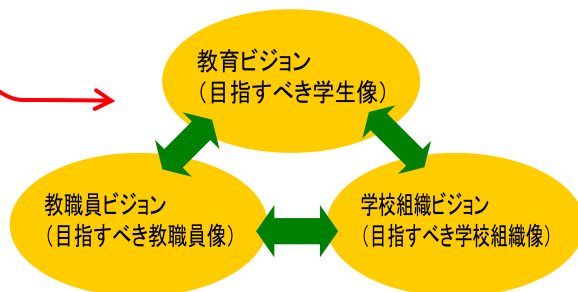 教育ビジョン
（目指すべき学生像）
教職員ビジョン
（目指すべき教職員像）
学校組織ビジョン
（目指すべき学校組織像）